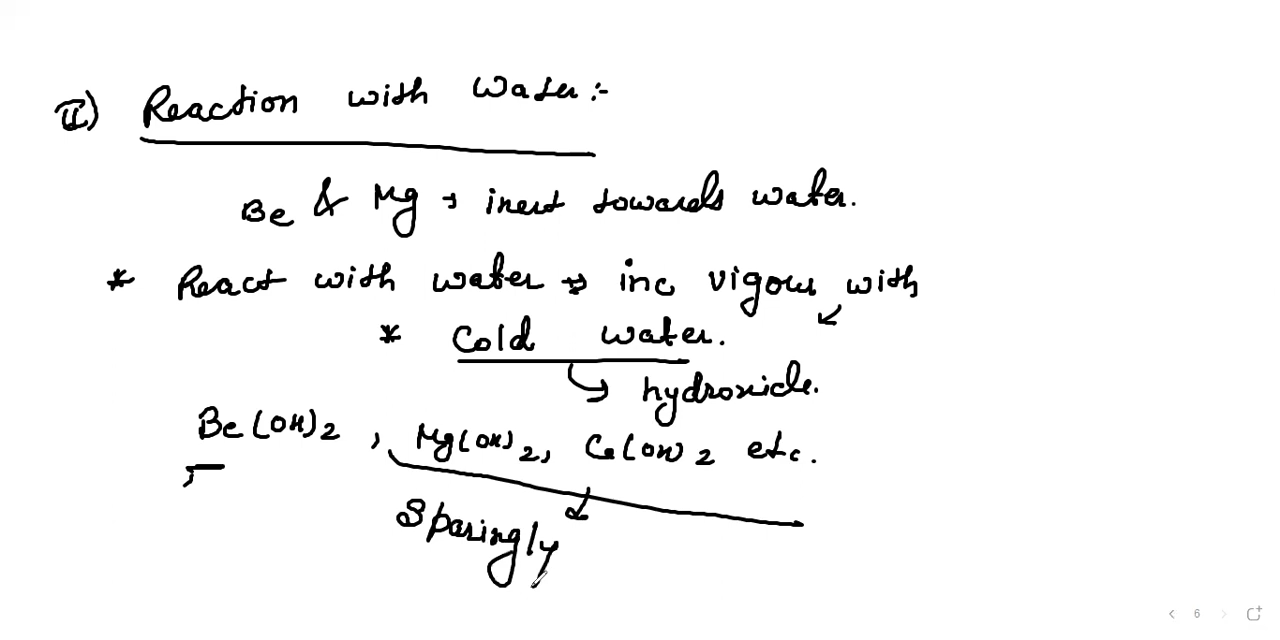 II) Reaction with Water :-
Be & Mg → inert towards water.
* React with water → inc vigour with
* Cold water.
hydroxide.
Be(OH)2 , Mg(OH)2, Ca(OH)2 etc.
Sparingly
6